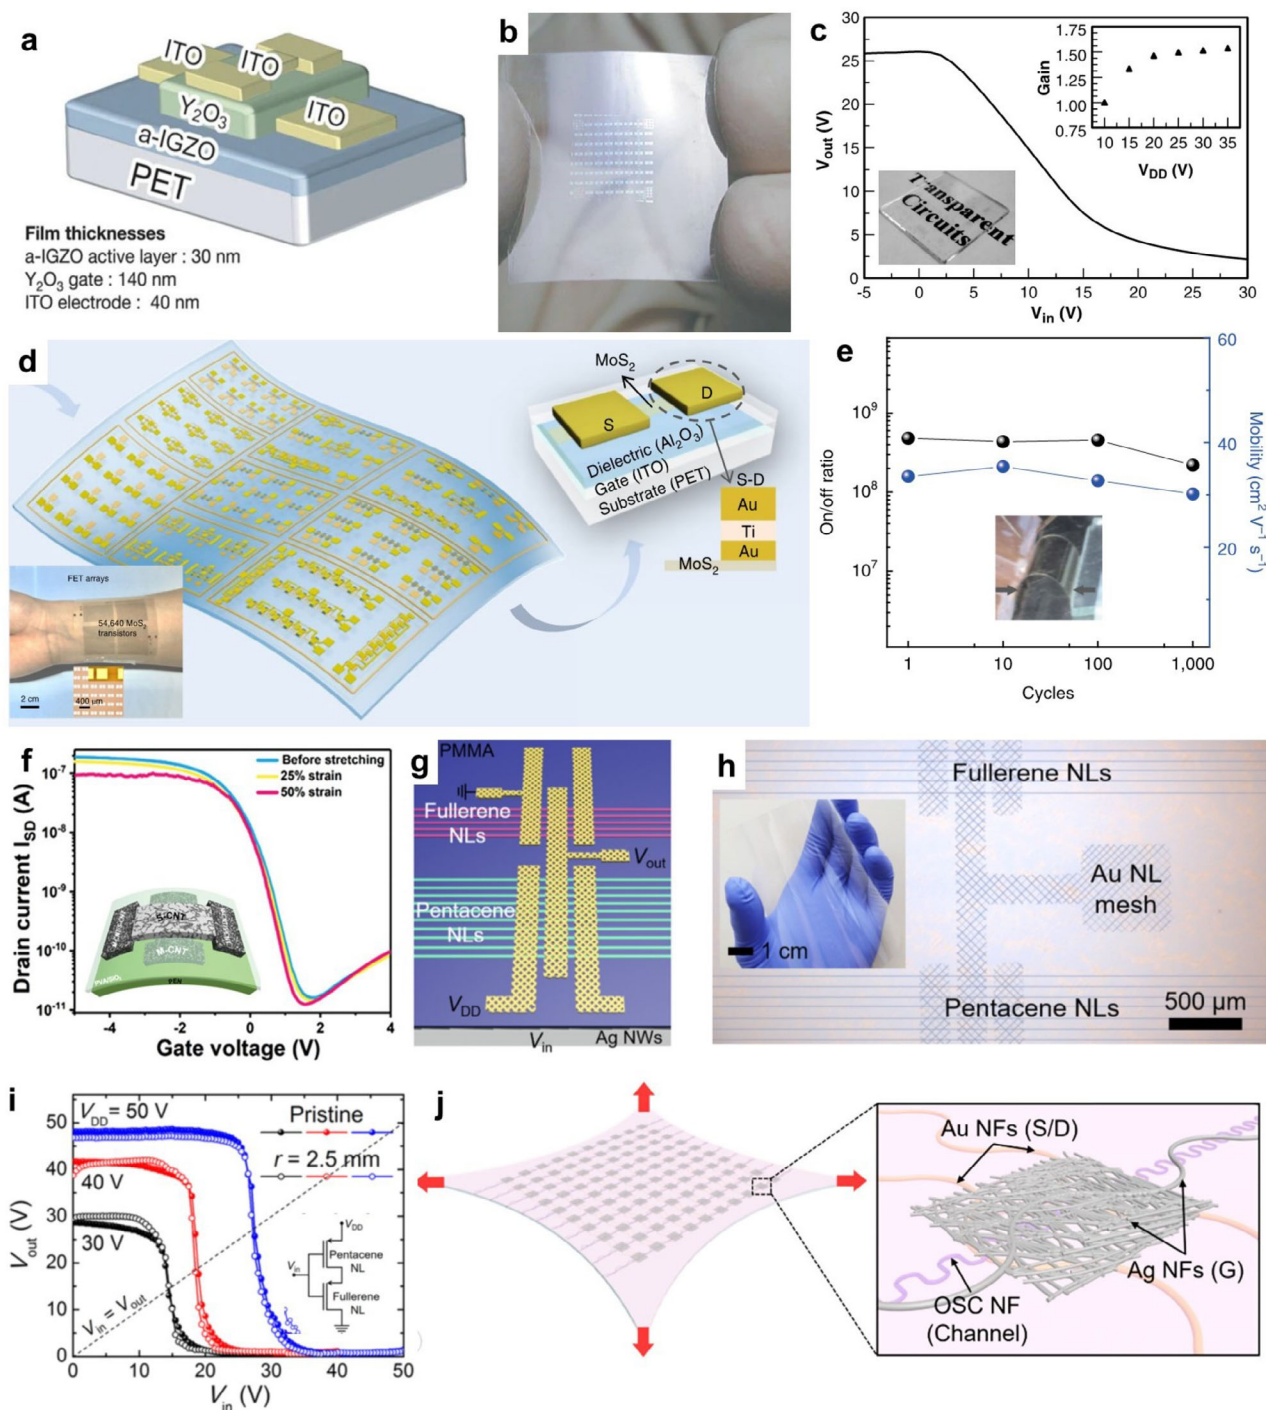 a
ITO
ITO
ITO
Y2O3
a-IGZO
PET
Film thicknesses
a-IGZO active layer : 30 nm
Y2O3 gate : 140 nm
ITO electrode : 40 nm
b
c
30
25
20
15
10
5
0
Vout (V)
-5 0 5 10 15 20 25 30
Vin (V)
1.75
1.50
1.25
1.00
0.75
Gain
10 15 20 25 30 35
VDD (V)
Transparent
Circuits
d
FET arrays
54,640 MoS2
transistors
2 cm
400 μm
MoS2
S
D
Dielectric (Al2O3)
Gate (ITO)
Substrate (PET)
S-D
Au
Ti
Au
MoS2
e
10^9
10^8
10^7
On/off ratio
60
40
20
Mobility (cm2 V–1 s–1)
1 10 100 1,000
Cycles
f
10^-7
10^-8
10^-9
10^-10
10^-11
Drain current ISD (A)
Before stretching
25% strain
50% strain
S-CNT
M-CNT
PEN
-4 -2 0 2 4
Gate voltage (V)
g
PMMA
Fullerene
NLs
Vout
Pentacene
NLs
VDD
Vin
Ag NWs
h
Fullerene NLs
Au NL
mesh
1 cm
Pentacene NLs
500 μm
i
50
40
30
20
10
0
Vout (V)
VDD = 50 V
40 V
30 V
Pristine
r = 2.5 mm
VDD
Vin
Pentacene
NL
Fullerene
NL
Vin = Vout
0 10 20 30 40 50
Vin (V)
j
Au NFs (S/D)
Ag NFs (G)
OSC NF
(Channel)